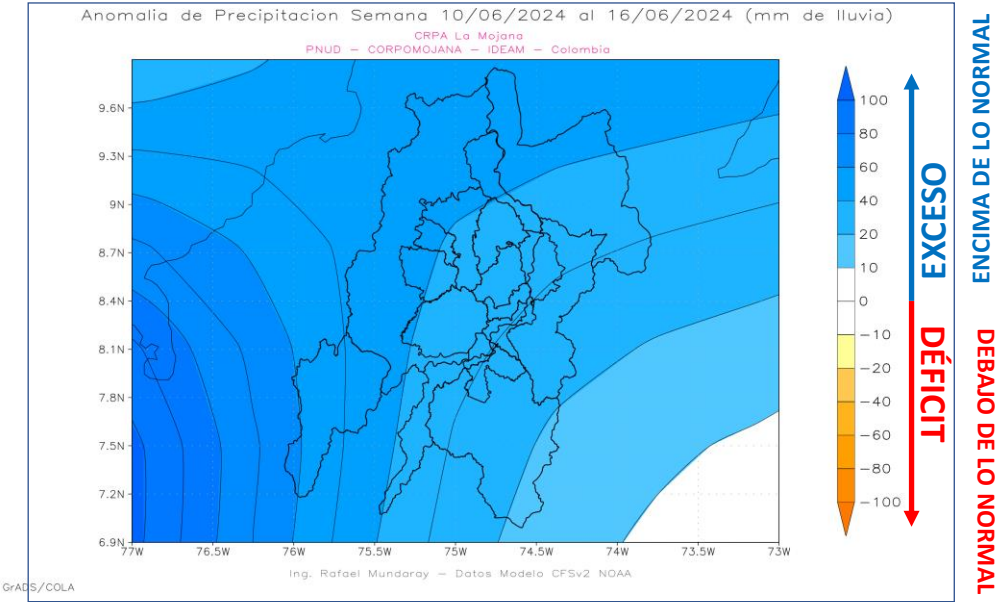 Anomalia de Precipitacion Semana 10/06/2024 al 16/06/2024 (mm de lluvia)
CRPA La Mojana
PNUD – CORPOMOJANA – IDEAM – Colombia
9.6N
9.3N
9N
8.7N
8.4N
8.1N
7.8N
7.5N
7.2N
6.9N
77W 76.5W 76W 75.5W 75W 74.5W 74W 73.5W 73W
100
80
60
40
20
10
0
−10
−20
−40
−60
−80
−100
EXCESO
DÉFICIT
ENCIMA DE LO NORMAL
DEBAJO DE LO NORMAL
Ing. Rafael Mundaray – Datos Modelo CFSv2 NOAA
GrADS/COLA